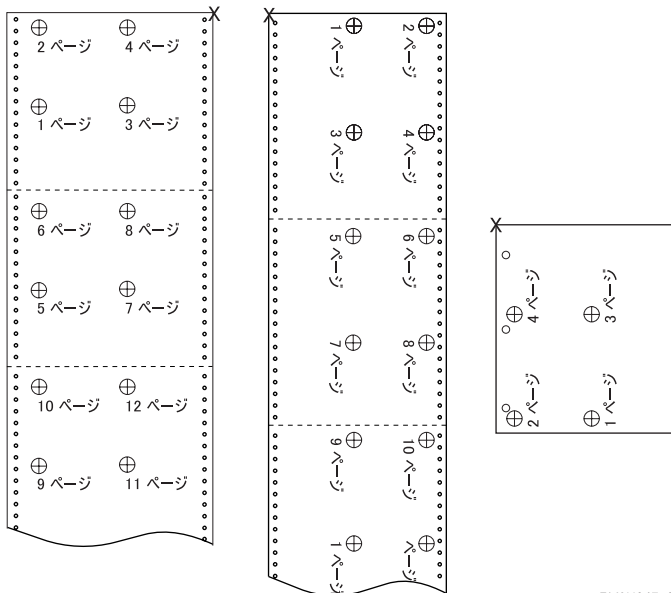 X
2 ページ 4 ページ
1 ページ 3 ページ
6 ページ 8 ページ
5 ページ 7 ページ
10 ページ 12 ページ
9 ページ 11 ページ
X
1 ページ 2 ページ
3 ページ 4 ページ
5 ページ 6 ページ
7 ページ 8 ページ
9 ページ 10 ページ
ページ
X
4 ページ 3 ページ
2 ページ 1 ページ